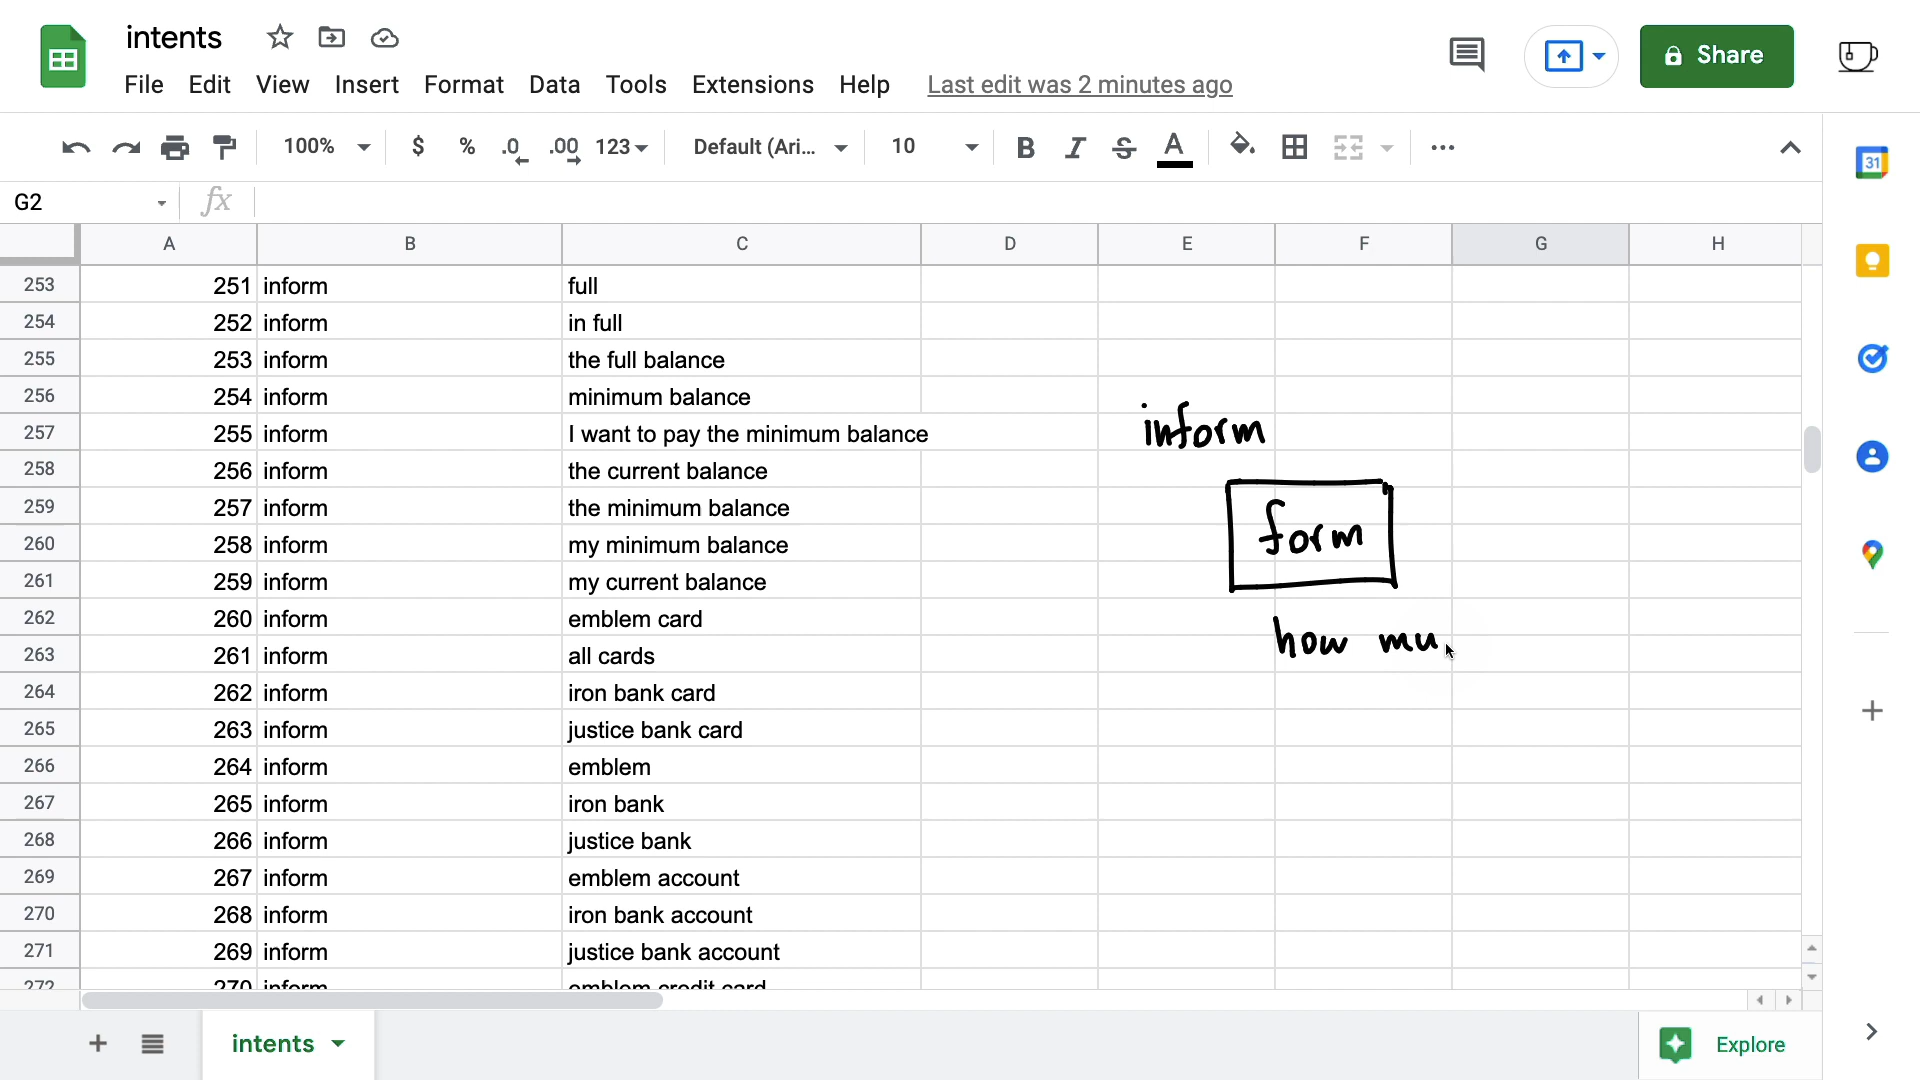 intents
File Edit View Insert Format Data Tools Extensions Help Last edit was 2 minutes ago
Share
100% $ % .0 .00 123 Default (Ari... 10 B I S A
31
G2 fx
A B C D E F G H
253 251 inform full
254 252 inform in full
255 253 inform the full balance
256 254 inform minimum balance
257 255 inform I want to pay the minimum balance
258 256 inform the current balance
259 257 inform the minimum balance
260 258 inform my minimum balance
261 259 inform my current balance
262 260 inform emblem card
263 261 inform all cards
264 262 inform iron bank card
265 263 inform justice bank card
266 264 inform emblem
267 265 inform iron bank
268 266 inform justice bank
269 267 inform emblem account
270 268 inform iron bank account
271 269 inform justice bank account
272 270 inform emblem credit card
inform
form
how mu
intents
Explore